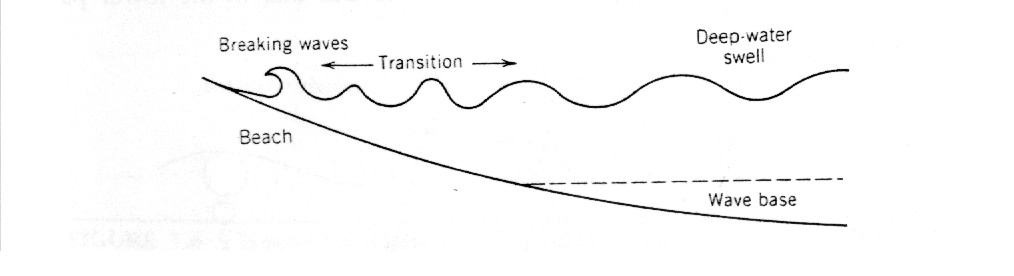 Breaking waves
Transition
Deep-water
swell
Beach
Wave base